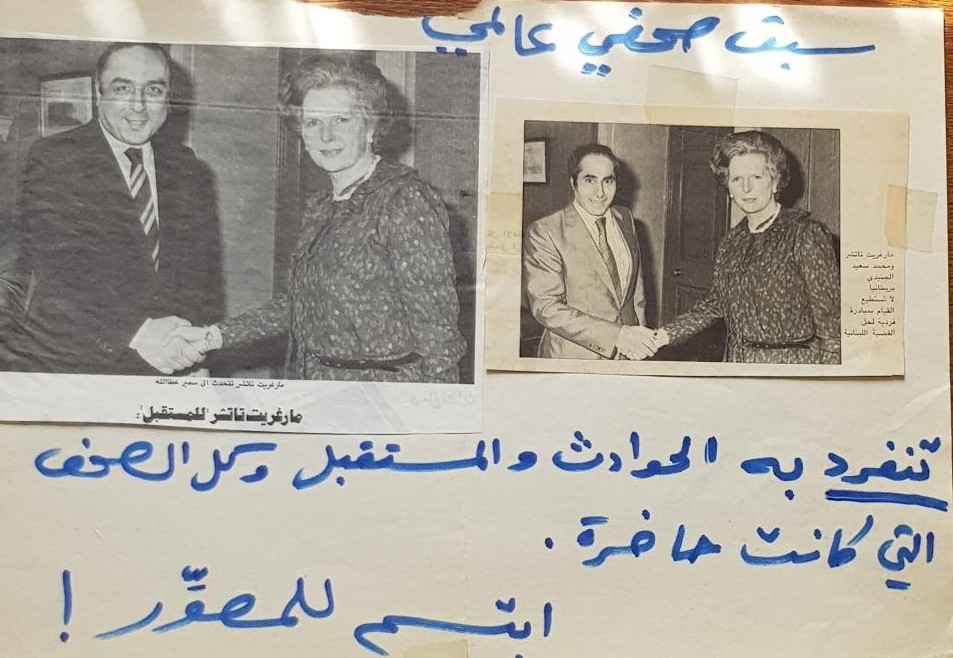 سبق صحفي عالمي
مارغريت تاتشر تتحدث الى سمير عطاالله
مارغريت تاتشر "للمستقبل":
مارغريت تاتشر
ومحمد سعيد
الجنيدي
بريطانيا
لا تستطيع
القيام بمبادرة
فردية لحل
القضية اللبنانية
تنفرد به الحوادث والمستقبل وكل الصحف
التي كانت حاضرة.
ابتسم للمصوِّر!